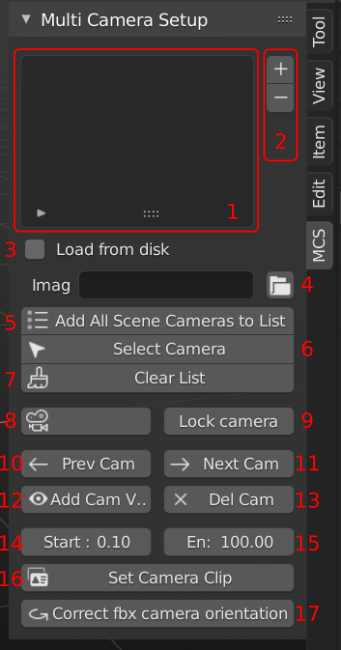 Multi Camera Setup
Tool
View
Item
Edit
MCS
+
−
2
1
3 Load from disk
Imag 4
5 Add All Scene Cameras to List
Select Camera 6
7 Clear List
8 Lock camera 9
10 Prev Cam Next Cam 11
12 Add Cam V.. Del Cam 13
14 Start : 0.10 En: 100.00 15
16 Set Camera Clip
Correct fbx camera orientation 17